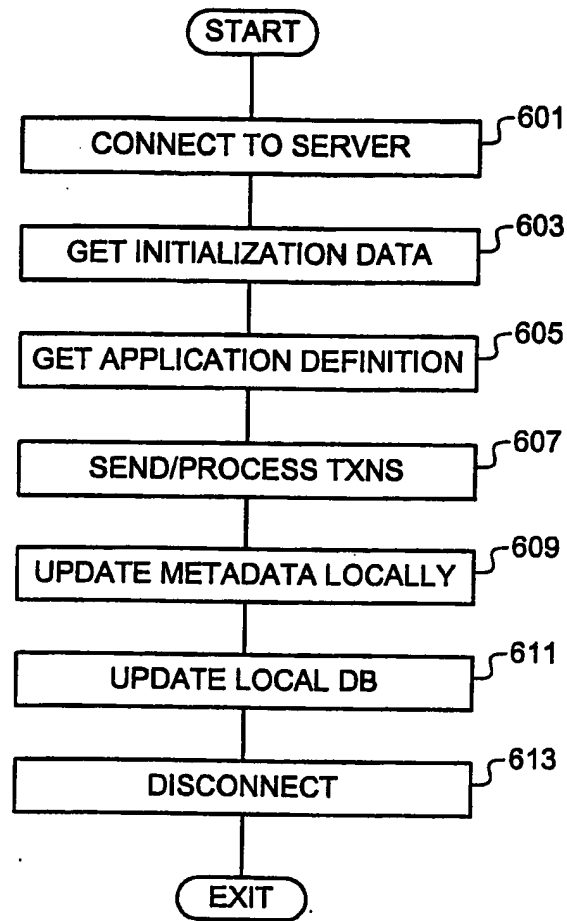 START
601
CONNECT TO SERVER
603
GET INITIALIZATION DATA
605
GET APPLICATION DEFINITION
607
SEND/PROCESS TXNS
609
UPDATE METADATA LOCALLY
611
UPDATE LOCAL DB
613
DISCONNECT
EXIT